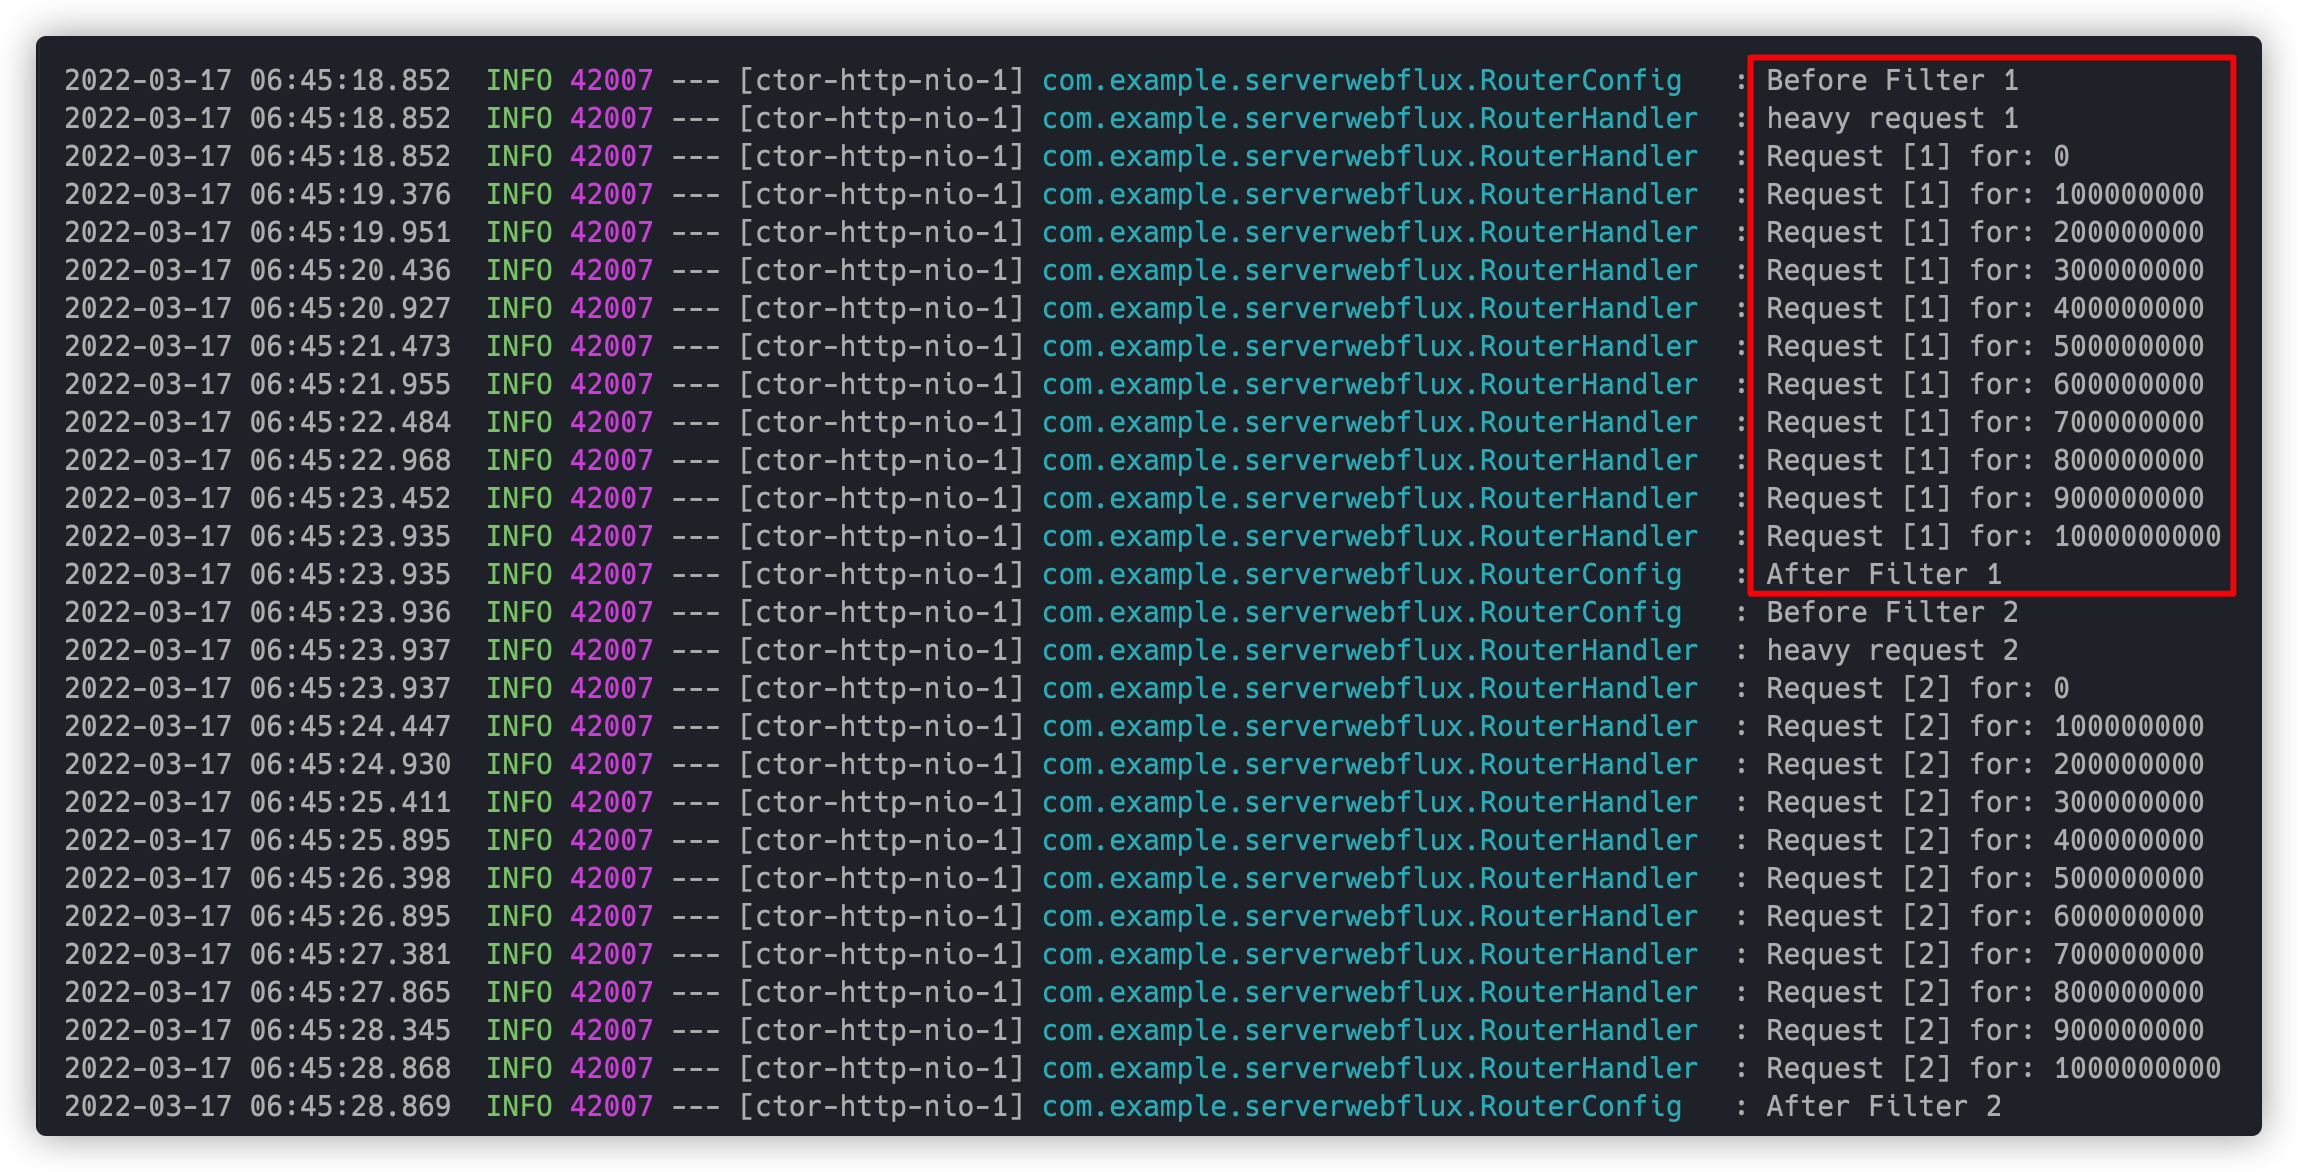 2022-03-17 06:45:18.852  INFO 42007 --- [ctor-http-nio-1] com.example.serverwebflux.RouterConfig   : Before Filter 1
2022-03-17 06:45:18.852  INFO 42007 --- [ctor-http-nio-1] com.example.serverwebflux.RouterHandler  : heavy request 1
2022-03-17 06:45:18.852  INFO 42007 --- [ctor-http-nio-1] com.example.serverwebflux.RouterHandler  : Request [1] for: 0
2022-03-17 06:45:19.376  INFO 42007 --- [ctor-http-nio-1] com.example.serverwebflux.RouterHandler  : Request [1] for: 100000000
2022-03-17 06:45:19.951  INFO 42007 --- [ctor-http-nio-1] com.example.serverwebflux.RouterHandler  : Request [1] for: 200000000
2022-03-17 06:45:20.436  INFO 42007 --- [ctor-http-nio-1] com.example.serverwebflux.RouterHandler  : Request [1] for: 300000000
2022-03-17 06:45:20.927  INFO 42007 --- [ctor-http-nio-1] com.example.serverwebflux.RouterHandler  : Request [1] for: 400000000
2022-03-17 06:45:21.473  INFO 42007 --- [ctor-http-nio-1] com.example.serverwebflux.RouterHandler  : Request [1] for: 500000000
2022-03-17 06:45:21.955  INFO 42007 --- [ctor-http-nio-1] com.example.serverwebflux.RouterHandler  : Request [1] for: 600000000
2022-03-17 06:45:22.484  INFO 42007 --- [ctor-http-nio-1] com.example.serverwebflux.RouterHandler  : Request [1] for: 700000000
2022-03-17 06:45:22.968  INFO 42007 --- [ctor-http-nio-1] com.example.serverwebflux.RouterHandler  : Request [1] for: 800000000
2022-03-17 06:45:23.452  INFO 42007 --- [ctor-http-nio-1] com.example.serverwebflux.RouterHandler  : Request [1] for: 900000000
2022-03-17 06:45:23.935  INFO 42007 --- [ctor-http-nio-1] com.example.serverwebflux.RouterHandler  : Request [1] for: 1000000000
2022-03-17 06:45:23.935  INFO 42007 --- [ctor-http-nio-1] com.example.serverwebflux.RouterConfig   : After Filter 1
2022-03-17 06:45:23.936  INFO 42007 --- [ctor-http-nio-1] com.example.serverwebflux.RouterConfig   : Before Filter 2
2022-03-17 06:45:23.937  INFO 42007 --- [ctor-http-nio-1] com.example.serverwebflux.RouterHandler  : heavy request 2
2022-03-17 06:45:23.937  INFO 42007 --- [ctor-http-nio-1] com.example.serverwebflux.RouterHandler  : Request [2] for: 0
2022-03-17 06:45:24.447  INFO 42007 --- [ctor-http-nio-1] com.example.serverwebflux.RouterHandler  : Request [2] for: 100000000
2022-03-17 06:45:24.930  INFO 42007 --- [ctor-http-nio-1] com.example.serverwebflux.RouterHandler  : Request [2] for: 200000000
2022-03-17 06:45:25.411  INFO 42007 --- [ctor-http-nio-1] com.example.serverwebflux.RouterHandler  : Request [2] for: 300000000
2022-03-17 06:45:25.895  INFO 42007 --- [ctor-http-nio-1] com.example.serverwebflux.RouterHandler  : Request [2] for: 400000000
2022-03-17 06:45:26.398  INFO 42007 --- [ctor-http-nio-1] com.example.serverwebflux.RouterHandler  : Request [2] for: 500000000
2022-03-17 06:45:26.895  INFO 42007 --- [ctor-http-nio-1] com.example.serverwebflux.RouterHandler  : Request [2] for: 600000000
2022-03-17 06:45:27.381  INFO 42007 --- [ctor-http-nio-1] com.example.serverwebflux.RouterHandler  : Request [2] for: 700000000
2022-03-17 06:45:27.865  INFO 42007 --- [ctor-http-nio-1] com.example.serverwebflux.RouterHandler  : Request [2] for: 800000000
2022-03-17 06:45:28.345  INFO 42007 --- [ctor-http-nio-1] com.example.serverwebflux.RouterHandler  : Request [2] for: 900000000
2022-03-17 06:45:28.868  INFO 42007 --- [ctor-http-nio-1] com.example.serverwebflux.RouterHandler  : Request [2] for: 1000000000
2022-03-17 06:45:28.869  INFO 42007 --- [ctor-http-nio-1] com.example.serverwebflux.RouterConfig   : After Filter 2